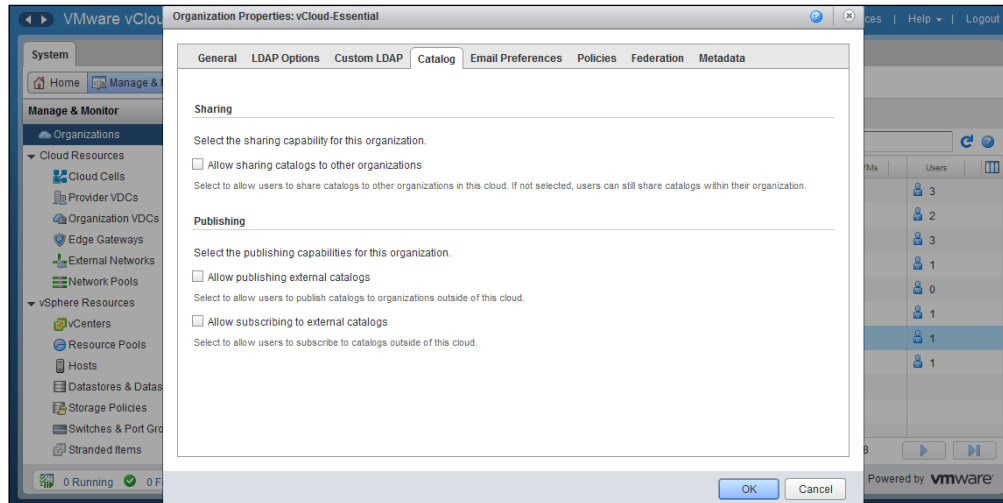 VMware vClou
Organization Properties: vCloud-Essential
ces | Help | Logout
System
Home
Manage & M
Manage & Monitor
Organizations
Cloud Resources
Cloud Cells
Provider VDCs
Organization VDCs
Edge Gateways
External Networks
Network Pools
vSphere Resources
vCenters
Resource Pools
Hosts
Datastores & Datas
Storage Policies
Switches & Port Gro
Stranded Items
0 Running 0 F
General LDAP Options Custom LDAP Catalog Email Preferences Policies Federation Metadata
Sharing
Select the sharing capability for this organization.
Allow sharing catalogs to other organizations
Select to allow users to share catalogs to other organizations in this cloud. If not selected, users can still share catalogs within their organization.
Publishing
Select the publishing capabilities for this organization.
Allow publishing external catalogs
Select to allow users to publish catalogs to organizations outside of this cloud.
Allow subscribing to external catalogs
Select to allow users to subscribe to catalogs outside of this cloud.
OK Cancel
VMs Users
3
2
3
1
0
1
1
1
8
Powered by vmware